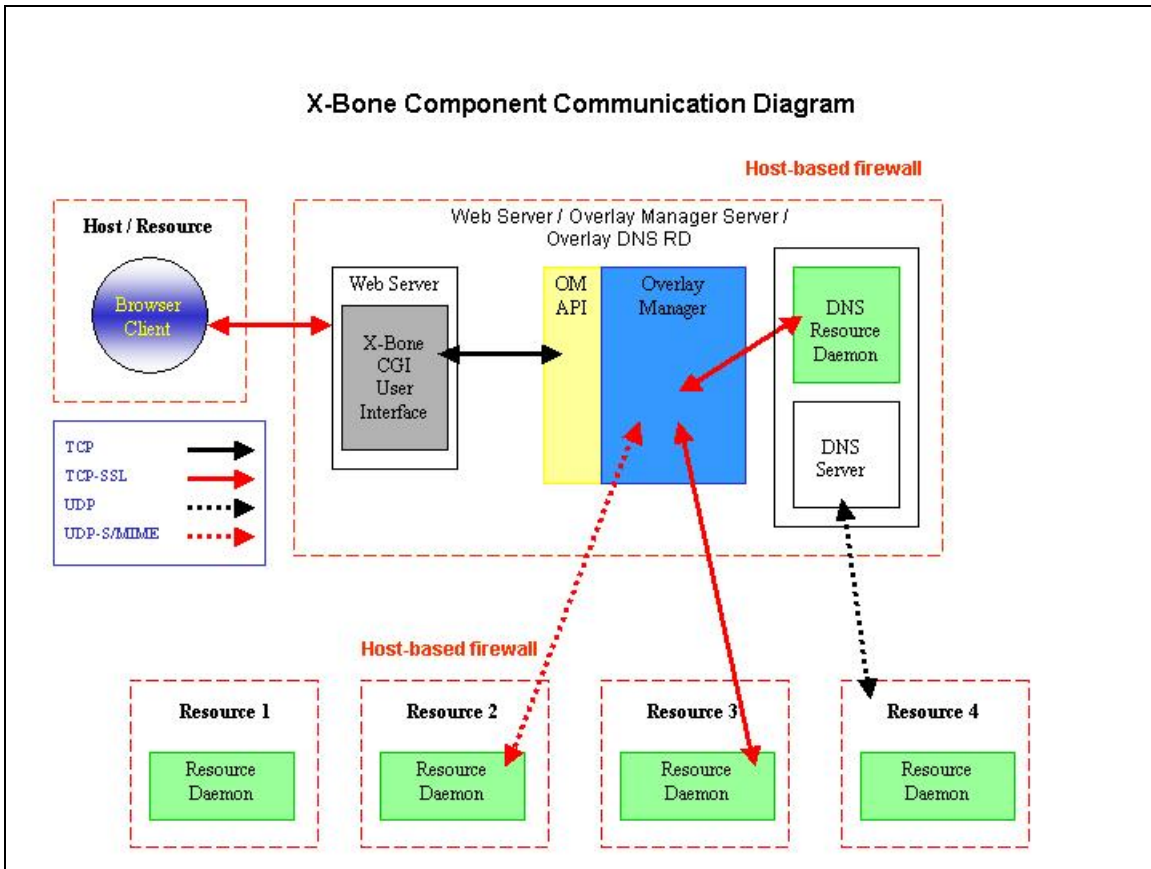 X-Bone Component Communication Diagram
Host-based firewall
Host / Resource
Browser
Client
Web Server / Overlay Manager Server /
Overlay DNS RD
Web Server
X-Bone
CGI
User
Interface
OM
API
Overlay
Manager
DNS
Resource
Daemon
DNS
Server
TCP
TCP-SSL
UDP
UDP-S/MIME
Host-based firewall
Resource 1
Resource
Daemon
Resource 2
Resource
Daemon
Resource 3
Resource
Daemon
Resource 4
Resource
Daemon